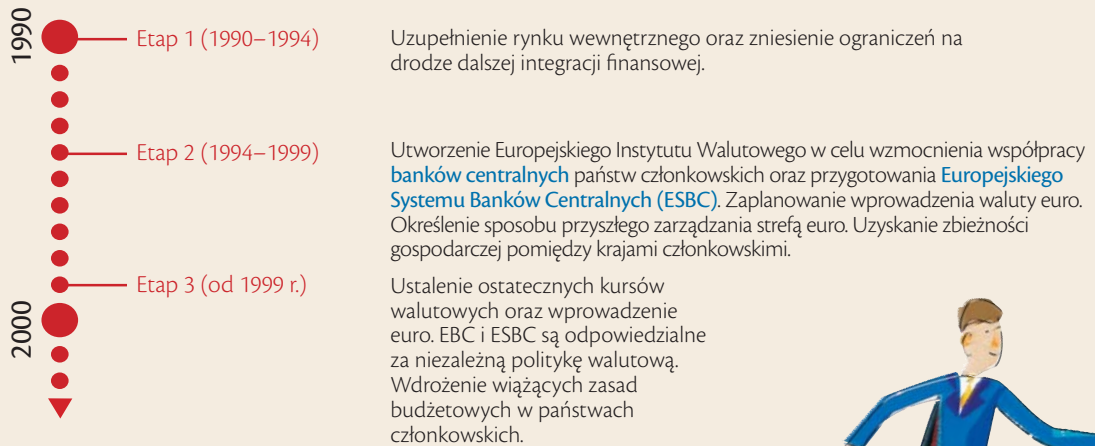 1990
Etap 1 (1990–1994)
Uzupełnienie rynku wewnętrznego oraz zniesienie ograniczeń na
drodze dalszej integracji finansowej.
Etap 2 (1994–1999)
Utworzenie Europejskiego Instytutu Walutowego w celu wzmocnienia współpracy
banków centralnych państw członkowskich oraz przygotowania Europejskiego
Systemu Banków Centralnych (ESBC). Zaplanowanie wprowadzenia waluty euro.
Określenie sposobu przyszłego zarządzania strefą euro. Uzyskanie zbieżności
gospodarczej pomiędzy krajami członkowskimi.
Etap 3 (od 1999 r.)
Ustalenie ostatecznych kursów
walutowych oraz wprowadzenie
euro. EBC i ESBC są odpowiedzialne
za niezależną politykę walutową.
Wdrożenie wiążących zasad
budżetowych w państwach
członkowskich.
2000